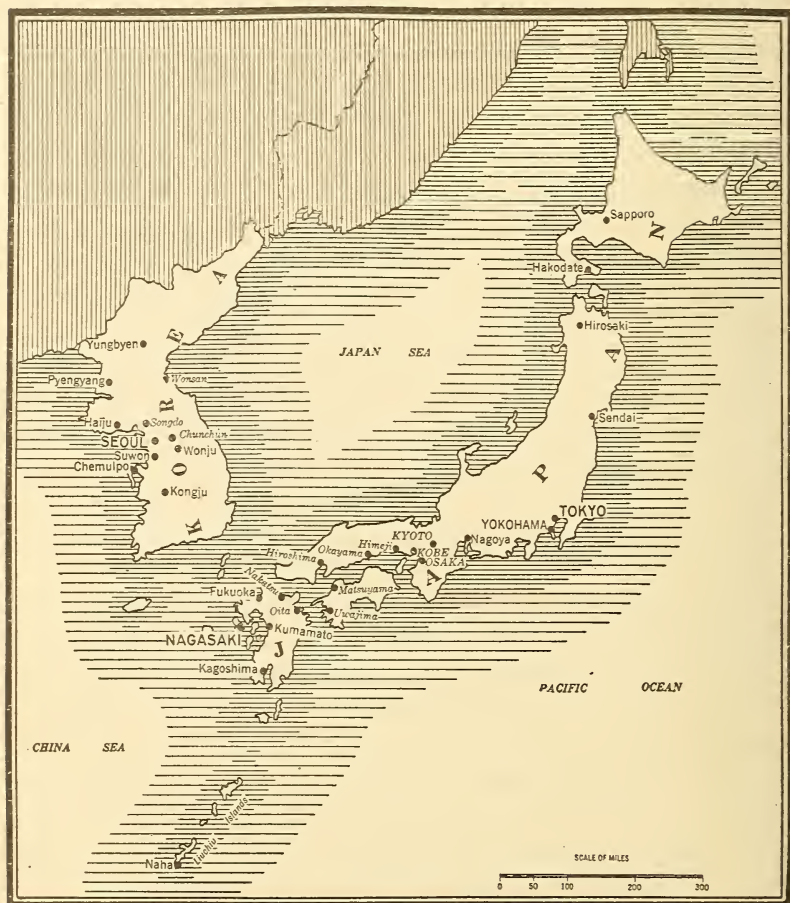 Sapporo
Hakodate
Hirosaki
Yungbyen
JAPAN SEA
Pyengyang
Wonsan
Haiju
Songdo
Sendai
SEOUL
Chunchun
Suwon
Wonju
Chemulpo
Kongju
KOREA
TOKYO
YOKOHAMA
KYOTO
Nagoya
Himeji
KOBE
Okayama
OSAKA
Hiroshima
Nakatsu
Matsuyama
Fukuoka
Oita
Uwajima
NAGASAKI
Kumamato
Kagoshima
JAPAN
PACIFIC OCEAN
CHINA SEA
Liuchiu Islands
Naha
SCALE OF MILES
0 50 100 200 300